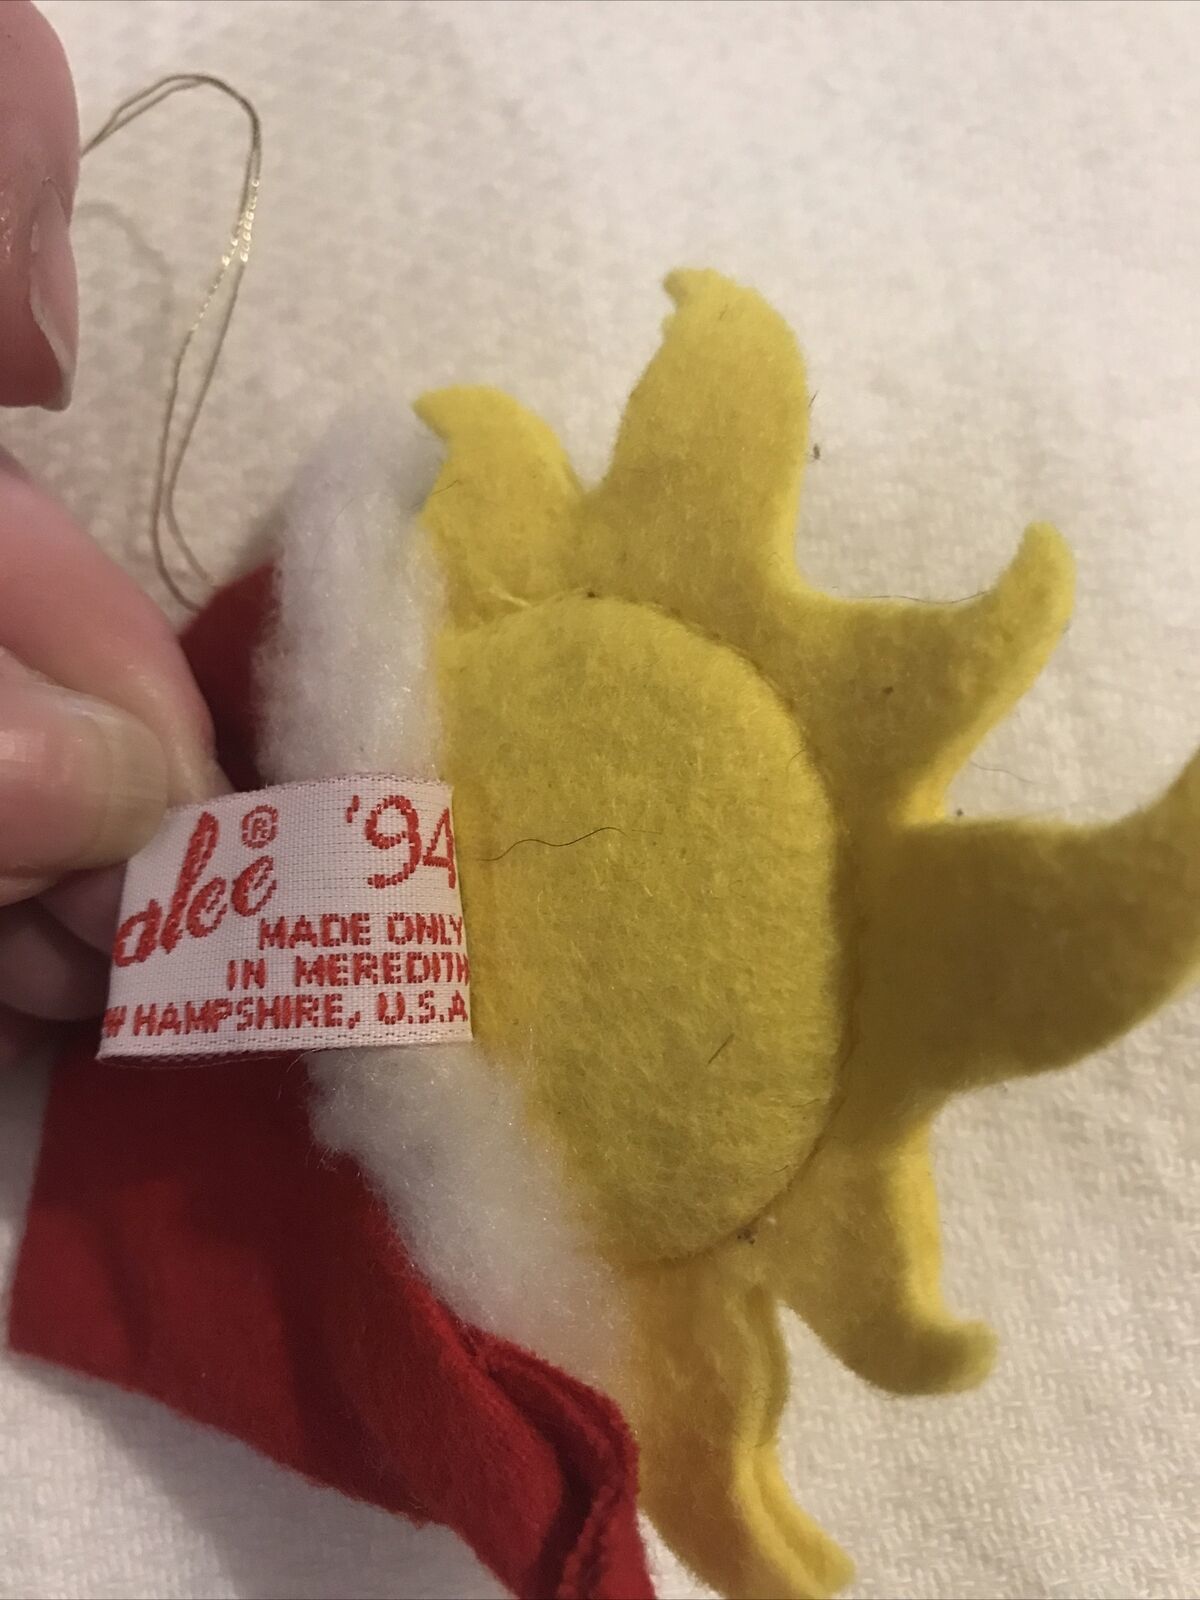 alee® '94
MADE ONLY
IN MEREDITH
HAMPSHIRE, U.S.A